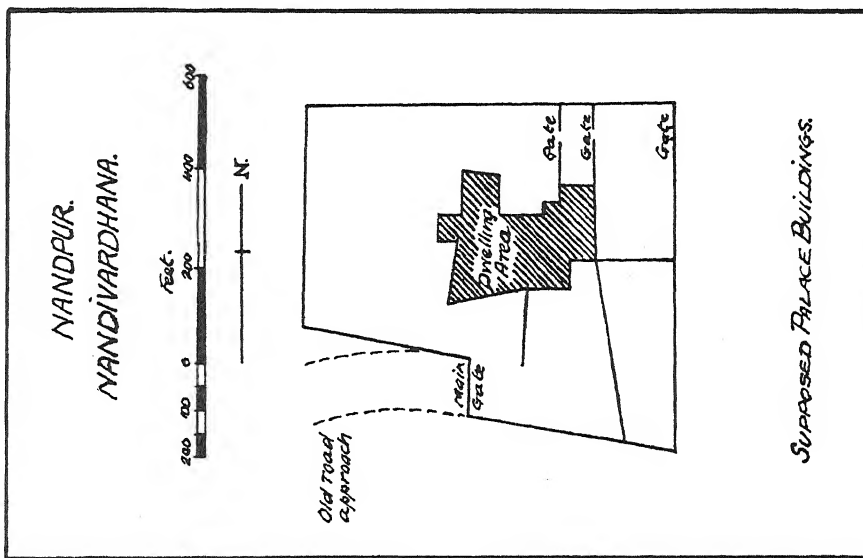 NANDPUR.
NANDIVARDHANA.
Feet.
200 100 0 200 400 600
N.
Old road
approach
Main
Gate
Dwelling
Area
Gate
Gate
Gate
SUPPOSED PALACE BUILDINGS.